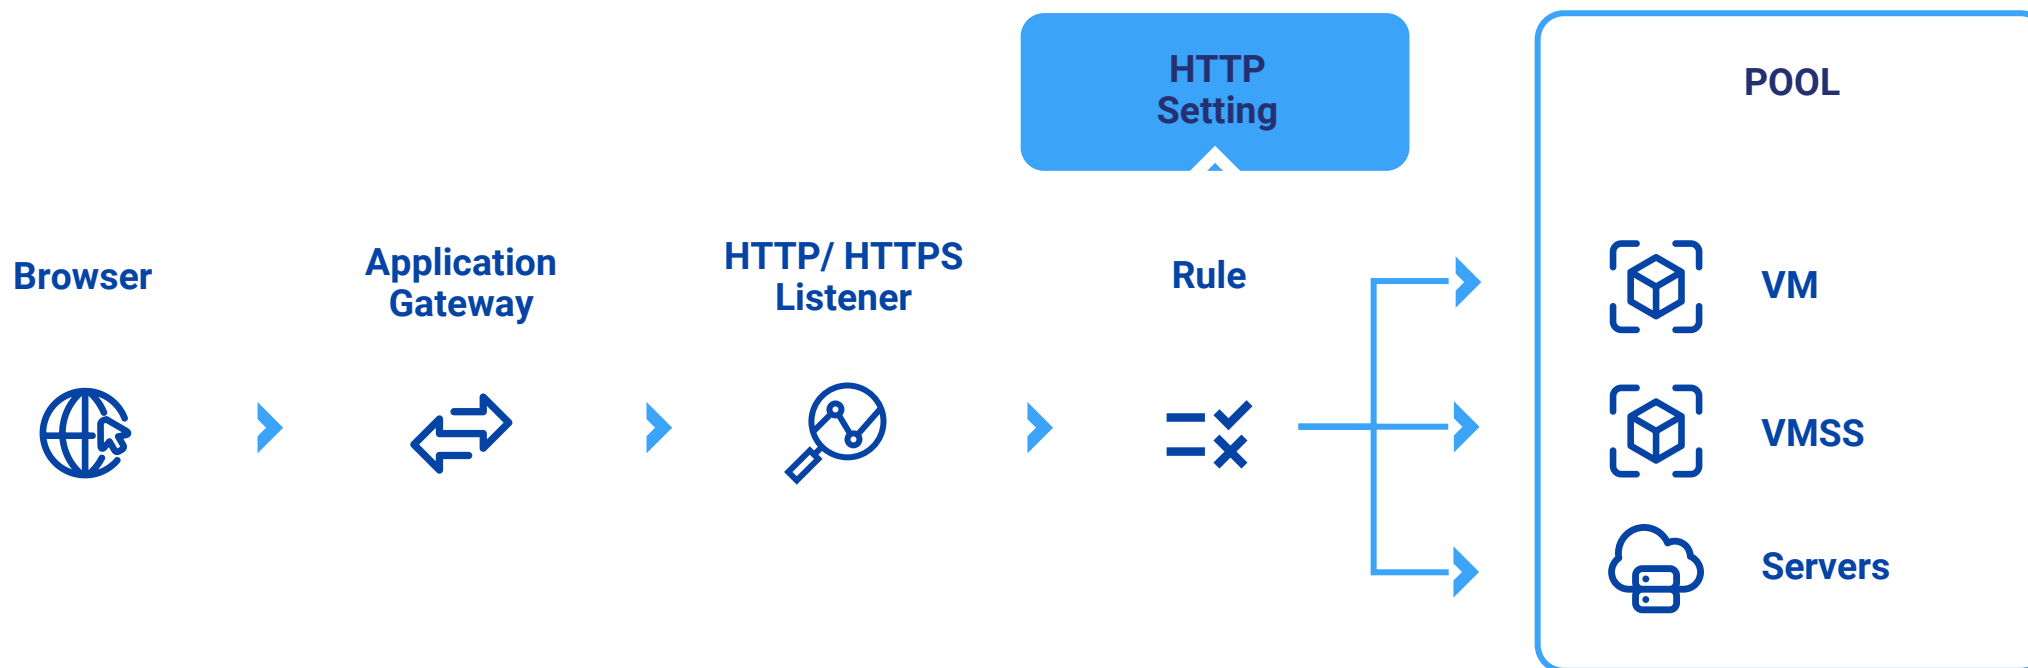 HTTP
Setting
POOL
Browser
Application
Gateway
HTTP/ HTTPS
Listener
Rule
VM
VMSS
Servers